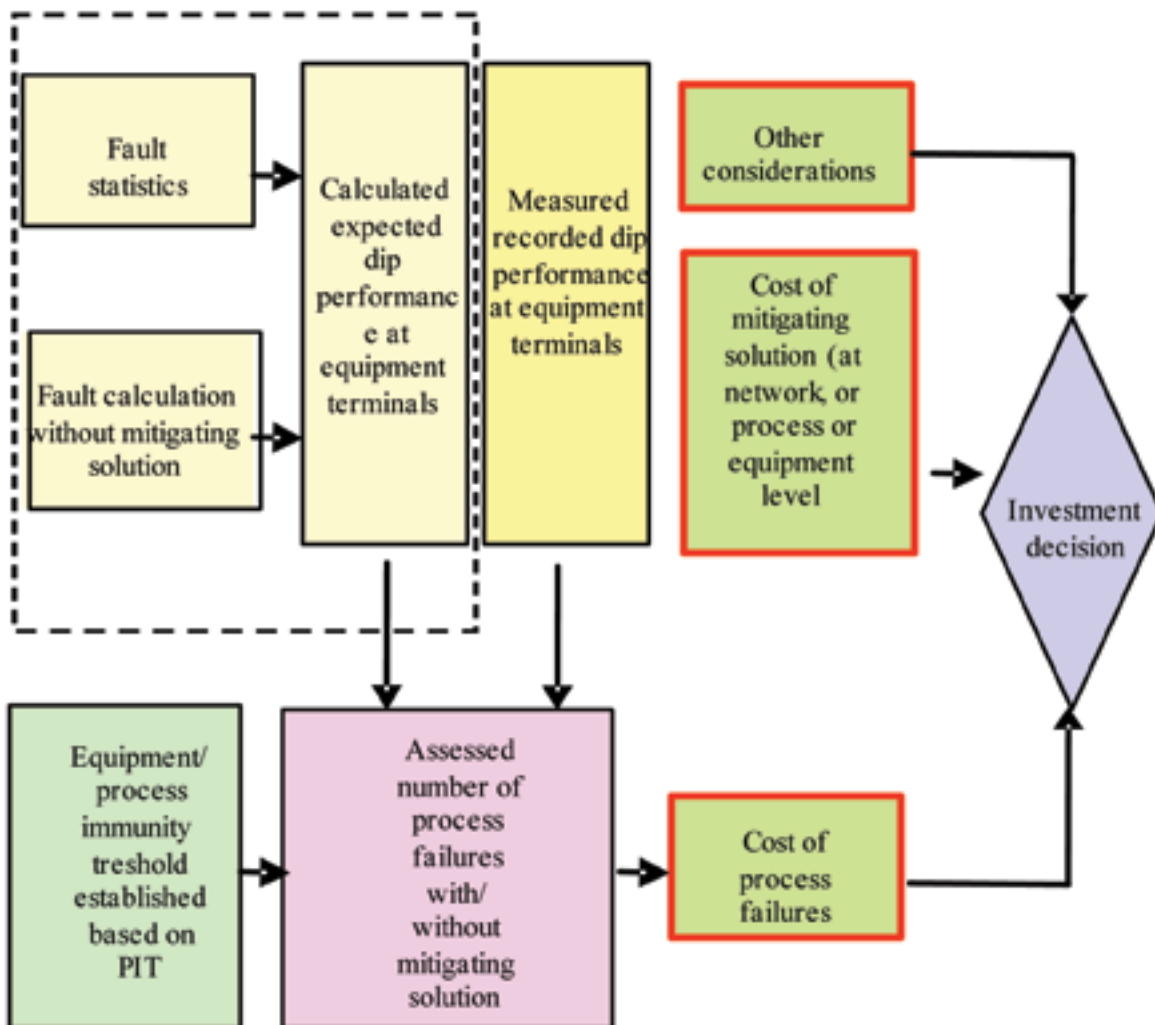 Fault
statistics
Fault calculation
without mitigating
solution
Calculated
expected
dip
performanc
e at
equipment
terminals
Measured
recorded dip
performance
at equipment
terminals
Other
considerations
Cost of
mitigating
solution (at
network, or
process or
equipment
level
Investment
decision
Equipment/
process
immunity
treshold
established
based on
PIT
Assessed
number of
process
failures
with/
without
mitigating
solution
Cost of
process
failures